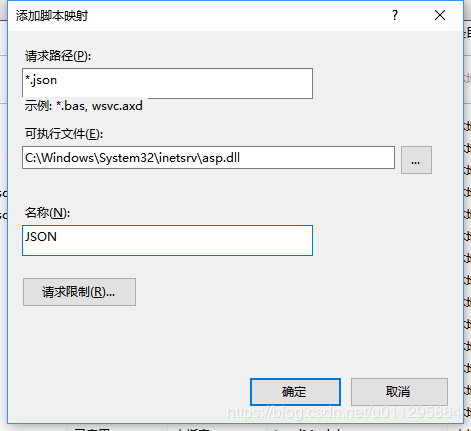 添加脚本映射
请求路径(P):
*.json
示例: *.bas, wsvc.axd
可执行文件(E):
C:\Windows\System32\inetsrv\asp.dll
...
名称(N):
JSON
请求限制(R)...
确定
取消
https://blog.csdn.net/u011295864